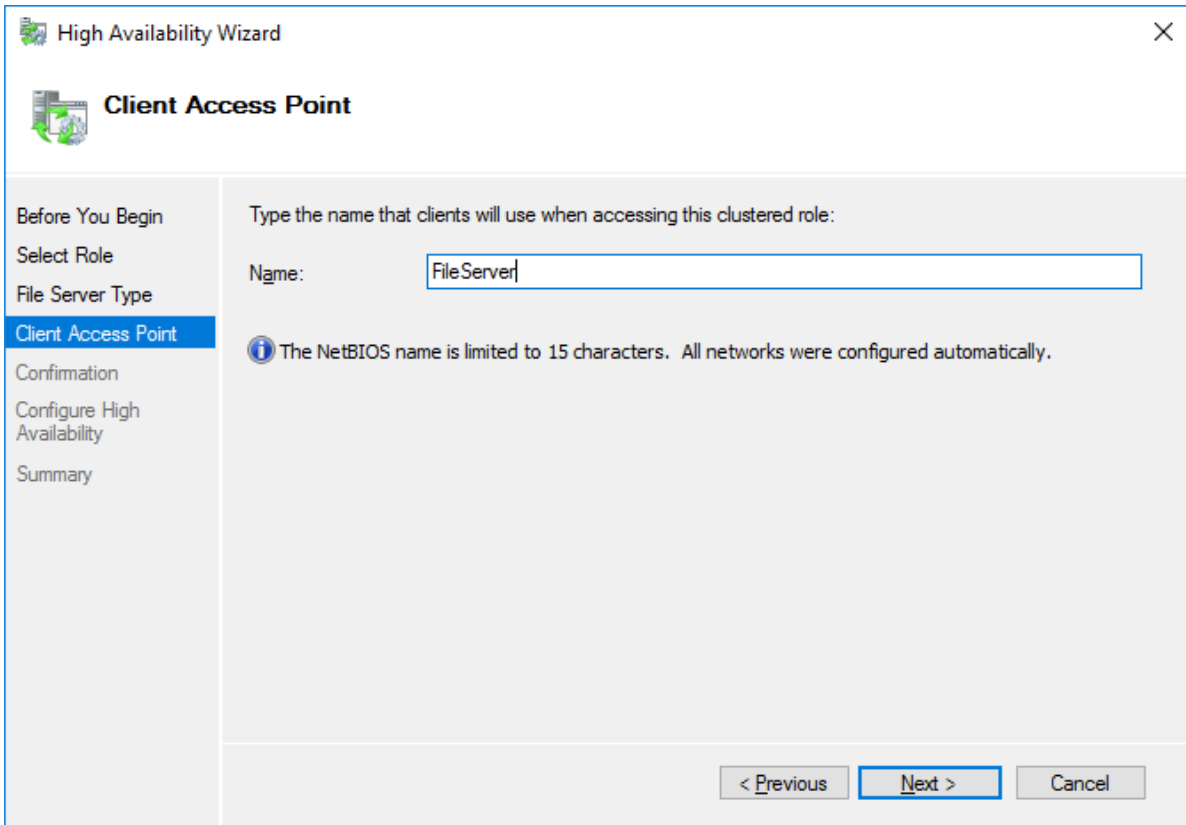 High Availability Wizard
Client Access Point
Before You Begin
Select Role
File Server Type
Client Access Point
Confirmation
Configure High
Availability
Summary
Type the name that clients will use when accessing this clustered role:
Name: FileServer
The NetBIOS name is limited to 15 characters. All networks were configured automatically.
< Previous Next > Cancel